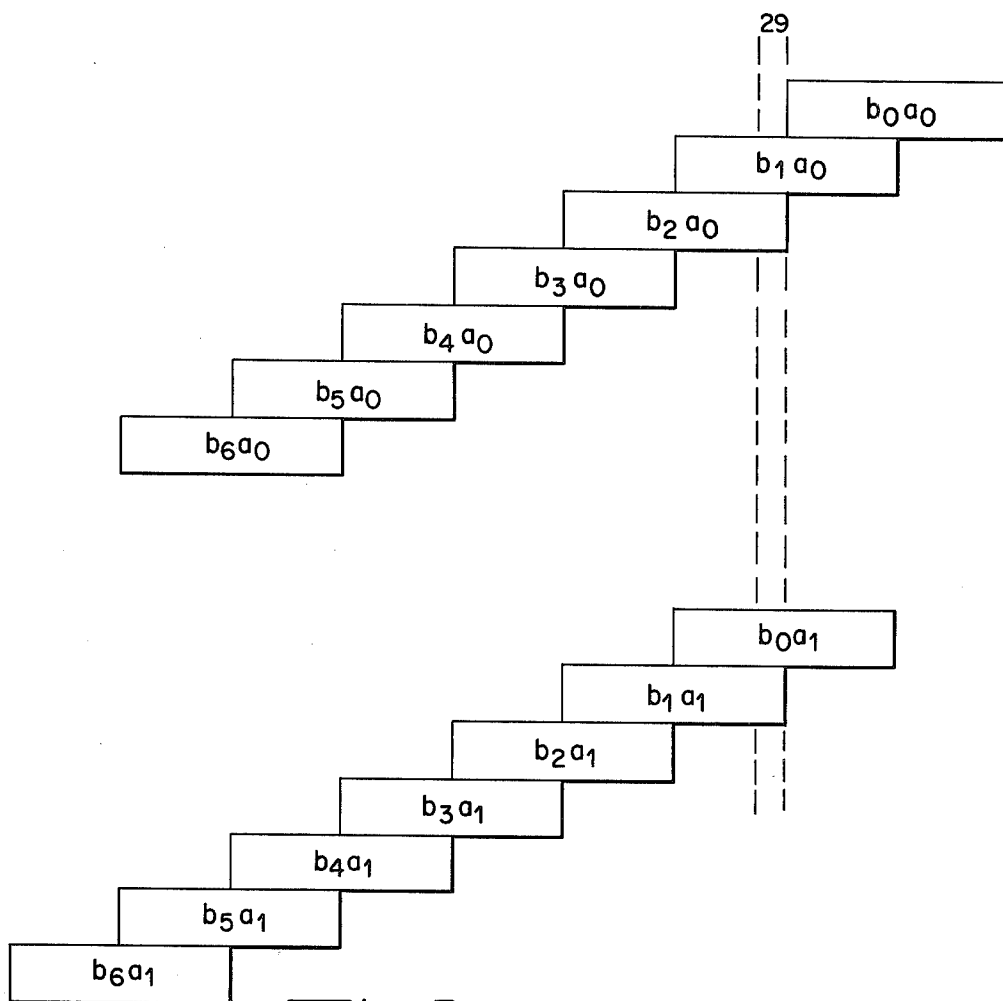 29
b₀a₀
b₁a₀
b₂a₀
b₃a₀
b₄a₀
b₅a₀
b₆a₀
b₀a₁
b₁a₁
b₂a₁
b₃a₁
b₄a₁
b₅a₁
b₆a₁